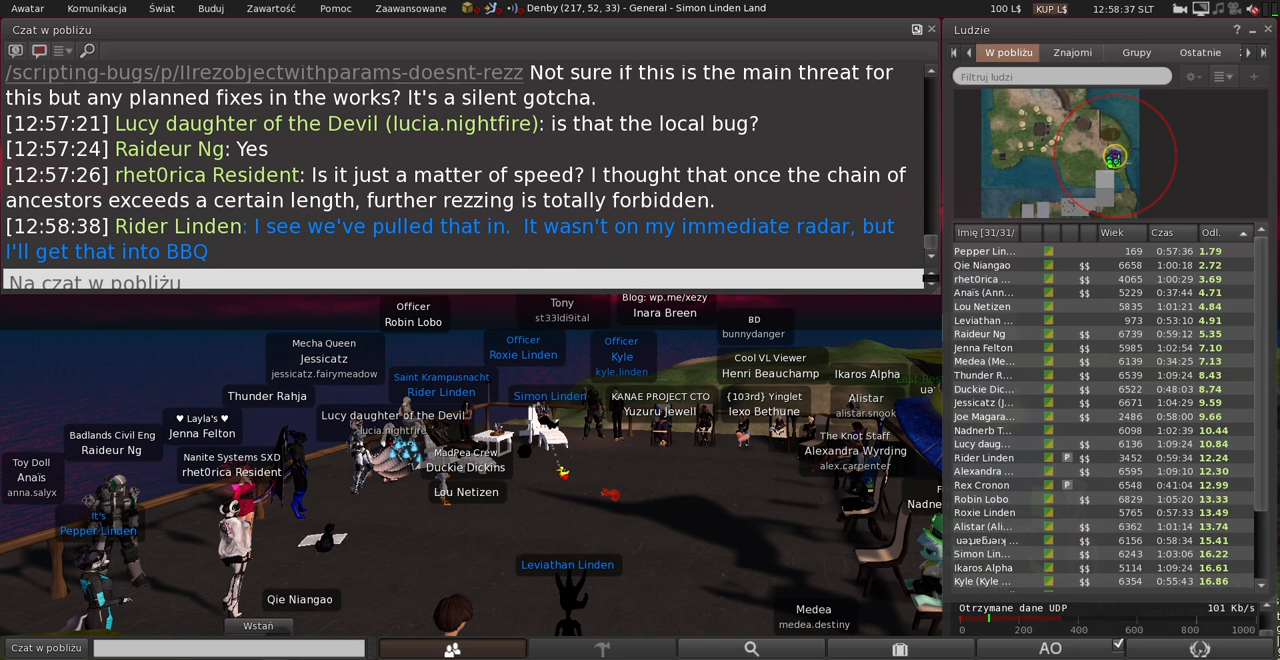 Awatar Komunikacja Świat Buduj Zawartość Pomoc Zaawansowane Denby (217, 52, 33) - General - Simon Linden Land 100 L$ KUP L$ 12:58:37 SLT
Czat w pobliżu
/scripting-bugs/p/llrezobjectwithparams-doesnt-rezz Not sure if this is the main threat for
this but any planned fixes in the works? It's a silent gotcha.
[12:57:21] Lucy daughter of the Devil (lucia.nightfire): is that the local bug?
[12:57:24] Raideur Ng: Yes
[12:57:26] rhet0rica Resident: Is it just a matter of speed? I thought that once the chain of
ancestors exceeds a certain length, further rezzing is totally forbidden.
[12:58:38] Rider Linden: I see we've pulled that in.  It wasn't on my immediate radar, but
I'll get that into BBQ
Na czat w pobliżu
Officer
Robin Lobo
Tony
st33ldi9ital
Blog: wp.me/xezy
Inara Breen
BD
bunnydanger
Mecha Queen
Jessicatz
jessicatz.fairymeadow
Officer
Roxie Linden
Officer
Kyle
kyle.linden
Cool VL Viewer
Henri Beauchamp
Ikaros Alpha
Thunder Rahja
Saint Krampusnacht
Rider Linden
Simon Linden
KANAE PROJECT CTO
Yuzuru Jewell
{103rd} Yinglet
Iexo Bethune
Alistar
alistar.snook
♥ Layla's ♥
Jenna Felton
Lucy daughter of the Devil
lucia.nightfire
Badlands Civil Eng
Raideur Ng
Nanite Systems SXD
rhet0rica Resident
MadPea Crew
Duckie Dickins
The Knot Staff
Alexandra Wyrding
alex.carpenter
Toy Doll
Anaïs
anna.salyx
Lou Netizen
Nadne
It's
Pepper Linden
Leviathan Linden
Qie Niangao
Medea
medea.destiny
Wstań
Ludzie
W pobliżu Znajomi Grupy Ostatnie
Filtruj ludzi
Imię [31/31/ Wiek Czas Odl.
Pepper Lin... 169 0:57:36 1.79
Qie Niangao $$ 6658 1:00:18 2.72
rhet0rica ... $$ 4065 1:00:29 3.69
Anaïs (Ann... $$ 5229 0:37:44 4.71
Lou Netizen 5835 1:01:21 4.84
Leviathan ... 973 0:53:10 4.91
Raideur Ng $$ 6739 0:59:12 5.35
Jenna Felton $$ 5985 1:02:54 7.10
Medea (Me... $$ 6139 0:34:25 7.13
Thunder R... $$ 6539 1:09:24 8.43
Duckie Dic... $$ 6522 0:48:03 8.74
Jessicatz (J... $$ 6671 1:04:29 9.59
Joe Magara... $$ 2486 0:58:00 9.66
Nadnerb T... 6098 1:02:39 10.44
Lucy daug... $$ 6136 1:09:24 10.84
Rider Linden P $$ 3452 0:59:34 12.24
Alexandra ... $$ 6595 1:09:10 12.30
Rex Cronon P 6548 0:41:04 12.99
Robin Lobo $$ 6829 1:05:20 13.33
Roxie Linden 5765 0:57:33 13.49
Alistar (Ali... $$ 6362 1:01:14 13.74
$$ 6156 0:58:34 15.41
Simon Lin... $$ 6243 1:03:06 16.22
Ikaros Alpha $$ 5114 1:09:24 16.61
Kyle (Kyle ... $$ 6354 0:55:43 16.86
Otrzymane dane UDP 101 Kb/s
0 200 400 600 800 1000
Czat w pobliżu AO